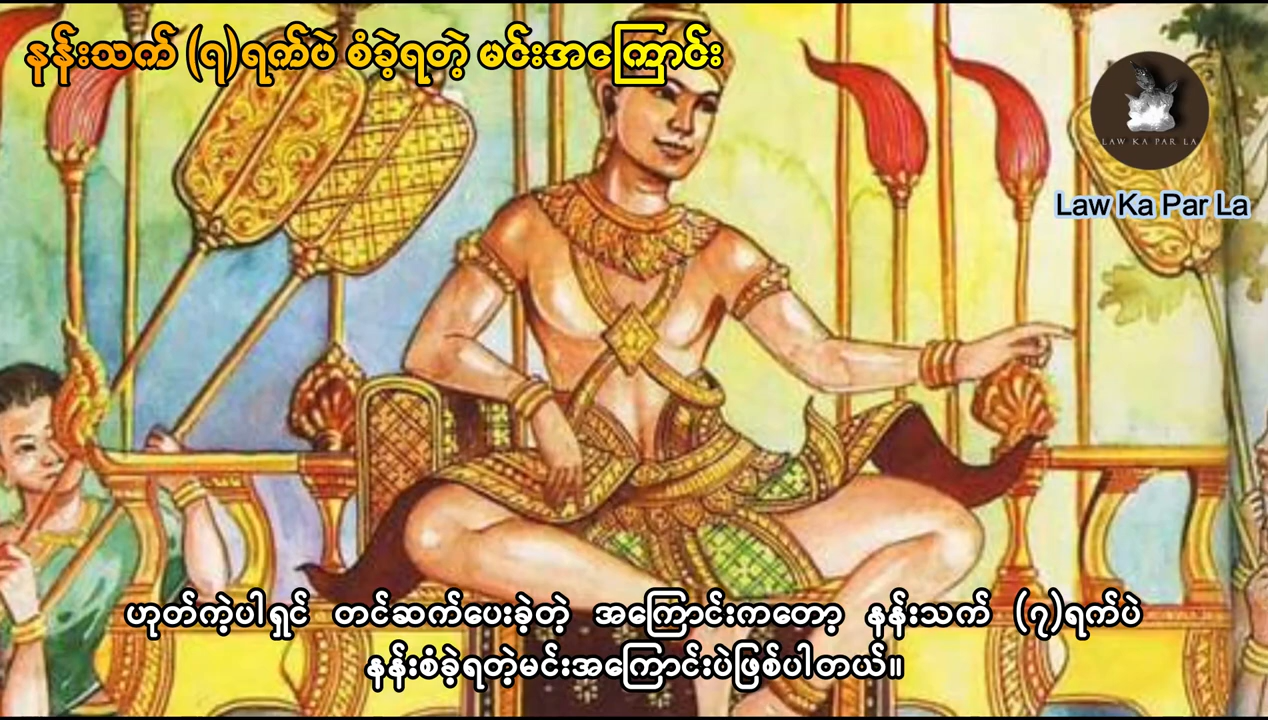 နန်းသက် (၇)ရက်ပဲ စံခဲ့ရတဲ့ မင်းအကြောင်း
LAW KA PAR LA
Law Ka Par La
ဟုတ်ကဲ့ပါရှင် တင်ဆက်ပေးခဲ့တဲ့ အကြောင်းကတော့ နန်းသက် (၇)ရက်ပဲ
နန်းစံခဲ့ရတဲ့မင်းအကြောင်းပဲဖြစ်ပါတယ်။